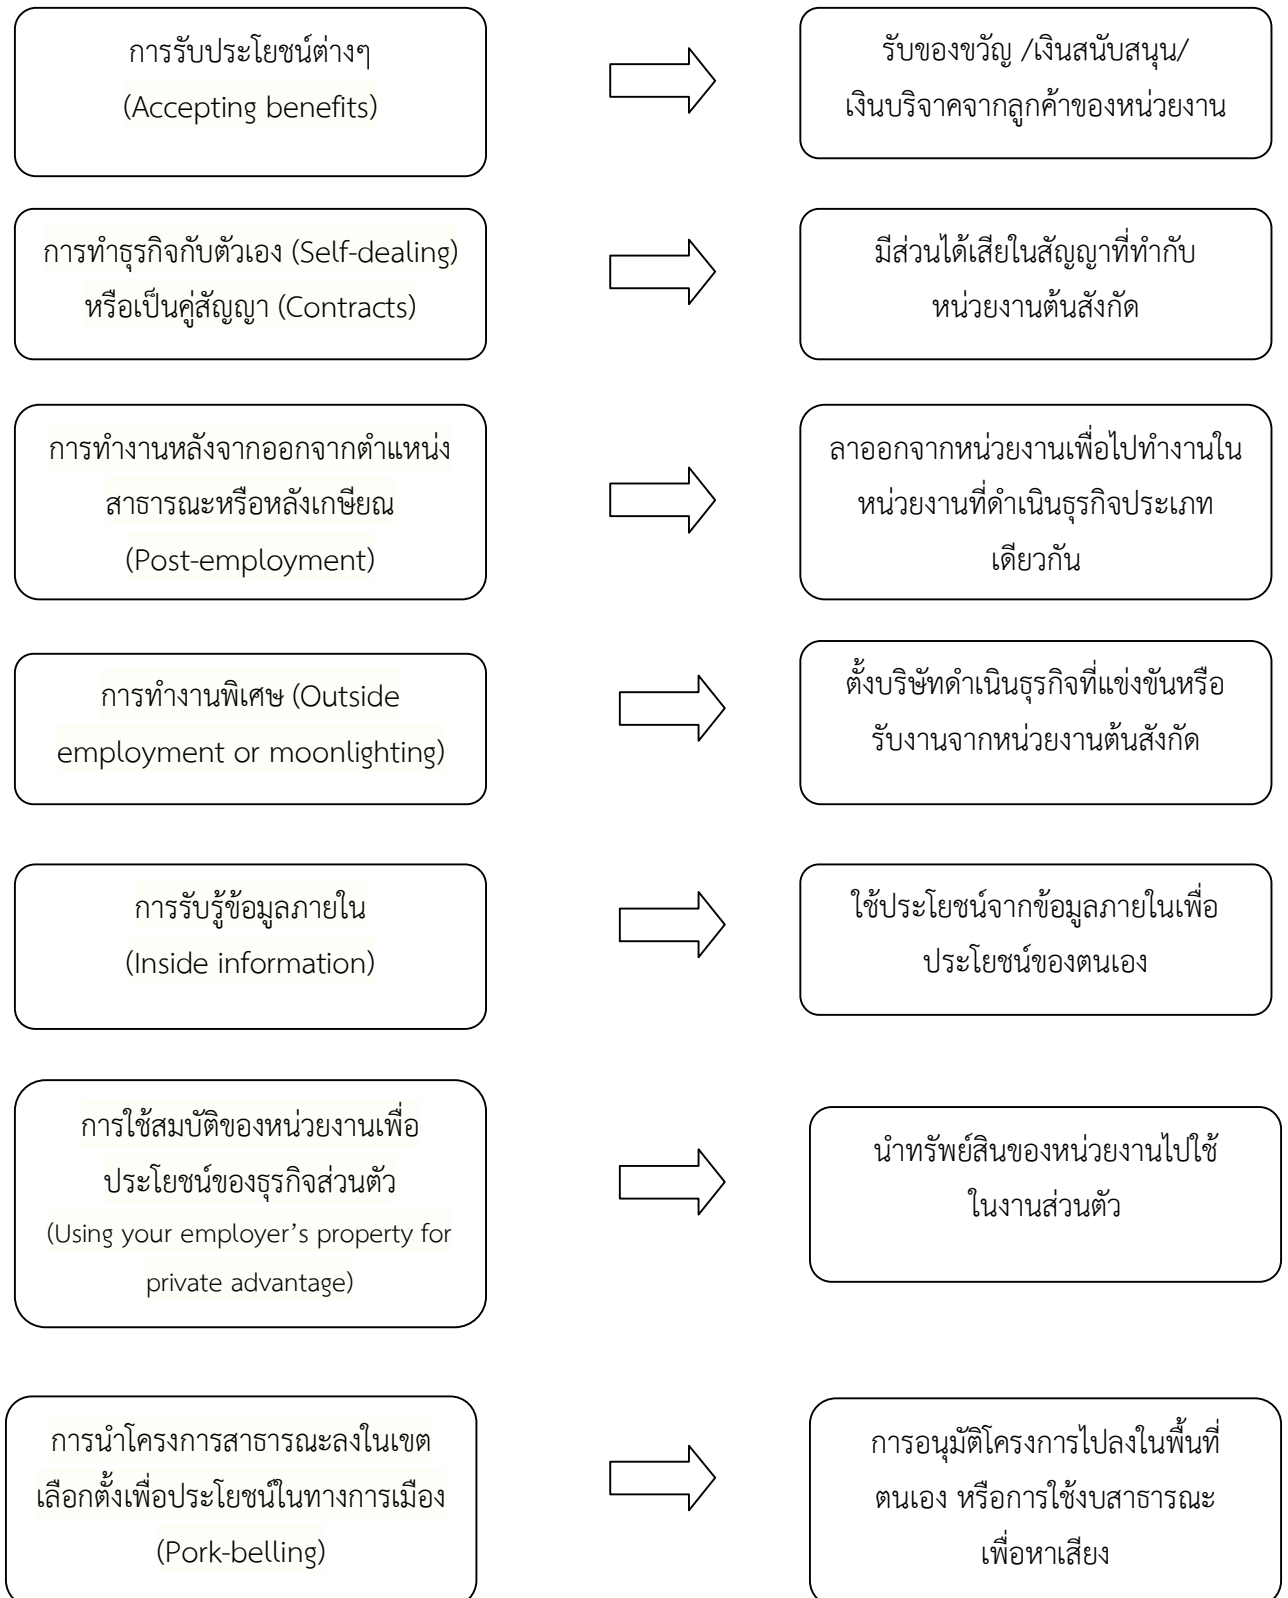 การรับประโยชน์ต่างๆ
(Accepting benefits)
รับของขวัญ /เงินสนับสนุน/
เงินบริจาคจากลูกค้าของหน่วยงาน
การทำธุรกิจกับตัวเอง (Self-dealing)
หรือเป็นคู่สัญญา (Contracts)
มีส่วนได้เสียในสัญญาที่ทำกับ
หน่วยงานต้นสังกัด
การทำงานหลังจากออกจากตำแหน่ง
สาธารณะหรือหลังเกษียณ
(Post-employment)
ลาออกจากหน่วยงานเพื่อไปทำงานใน
หน่วยงานที่ดำเนินธุรกิจประเภท
เดียวกัน
การทำงานพิเศษ (Outside
employment or moonlighting)
ตั้งบริษัทดำเนินธุรกิจที่แข่งขันหรือ
รับงานจากหน่วยงานต้นสังกัด
การรับรู้ข้อมูลภายใน
(Inside information)
ใช้ประโยชน์จากข้อมูลภายในเพื่อ
ประโยชน์ของตนเอง
การใช้สมบัติของหน่วยงานเพื่อ
ประโยชน์ของธุรกิจส่วนตัว
(Using your employer’s property for
private advantage)
นำทรัพย์สินของหน่วยงานไปใช้
ในงานส่วนตัว
การนำโครงการสาธารณะลงในเขต
เลือกตั้งเพื่อประโยชน์ในทางการเมือง
(Pork-belling)
การอนุมัติโครงการไปลงในพื้นที่
ตนเอง หรือการใช้งบสาธารณะ
เพื่อหาเสียง